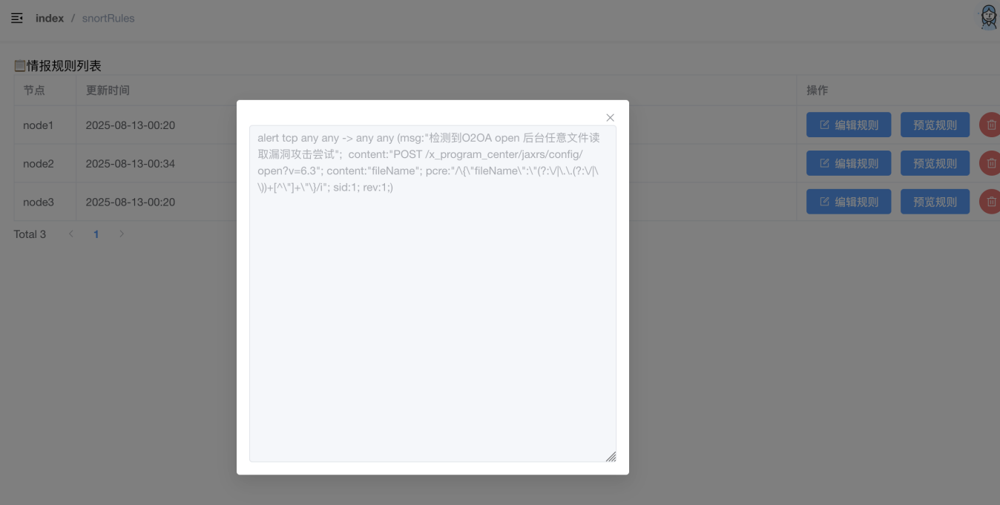 index / snortRules
📋情报规则列表
节点 更新时间 操作
node1 2025-08-13-00:20 编辑规则 预览规则
node2 2025-08-13-00:34 编辑规则 预览规则
node3 2025-08-13-00:20 编辑规则 预览规则
Total 3 < 1 >
alert tcp any any -> any any (msg:"检测到O2OA open 后台任意文件读
取漏洞攻击尝试";  content:"POST /x_program_center/jaxrs/config/
open?v=6.3"; content:"fileName"; pcre:"/\{\"fileName\":\"(?:\/|\.\.(?:\/|\
\))+[^\"]+\"\}/i"; sid:1; rev:1;)